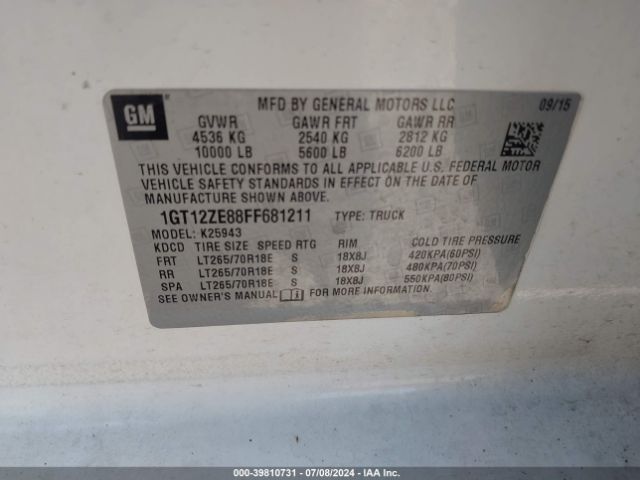 GM
MFD BY GENERAL MOTORS LLC 09/15
GVWR GAWR FRT GAWR RR
4536 KG 2540 KG 2812 KG
10000 LB 5600 LB 6200 LB
THIS VEHICLE CONFORMS TO ALL APPLICABLE U.S. FEDERAL MOTOR
VEHICLE SAFETY STANDARDS IN EFFECT ON THE DATE OF
MANUFACTURE SHOWN ABOVE.
1GT12ZE88FF681211 TYPE: TRUCK
MODEL: K25943
KDCD TIRE SIZE SPEED RTG RIM COLD TIRE PRESSURE
FRT LT265/70R18E S 18X8J 420KPA(60PSI)
RR LT265/70R18E S 18X8J 480KPA(70PSI)
SPA LT265/70R18E S 18X8J 550KPA(80PSI)
SEE OWNER'S MANUAL FOR MORE INFORMATION.
000-39810731 - 07/08/2024 - IAA Inc.